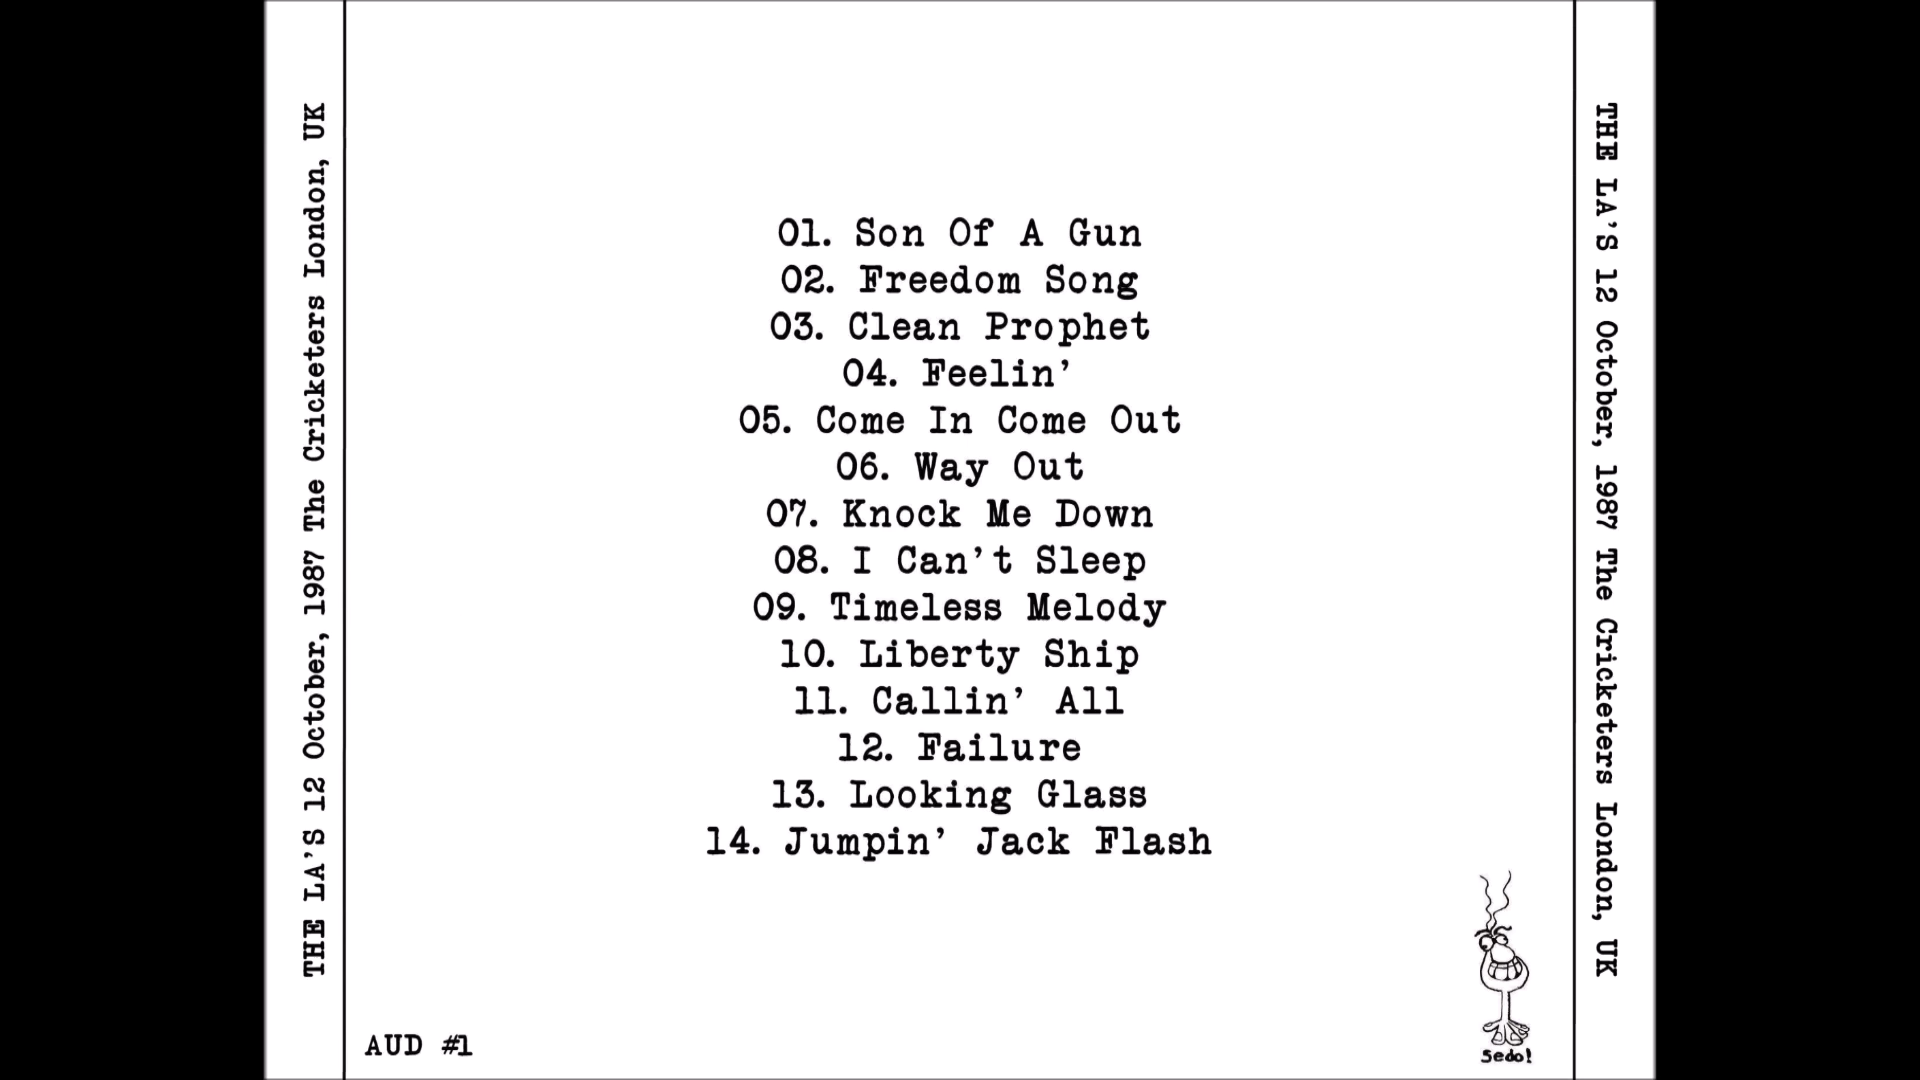 THE LA'S 12 October, 1987 The Cricketers London, UK
01. Son Of A Gun
02. Freedom Song
03. Clean Prophet
04. Feelin'
05. Come In Come Out
06. Way Out
07. Knock Me Down
08. I Can't Sleep
09. Timeless Melody
10. Liberty Ship
11. Callin' All
12. Failure
13. Looking Glass
14. Jumpin' Jack Flash
AUD #1
Sedo!
THE LA'S 12 October, 1987 The Cricketers London, UK